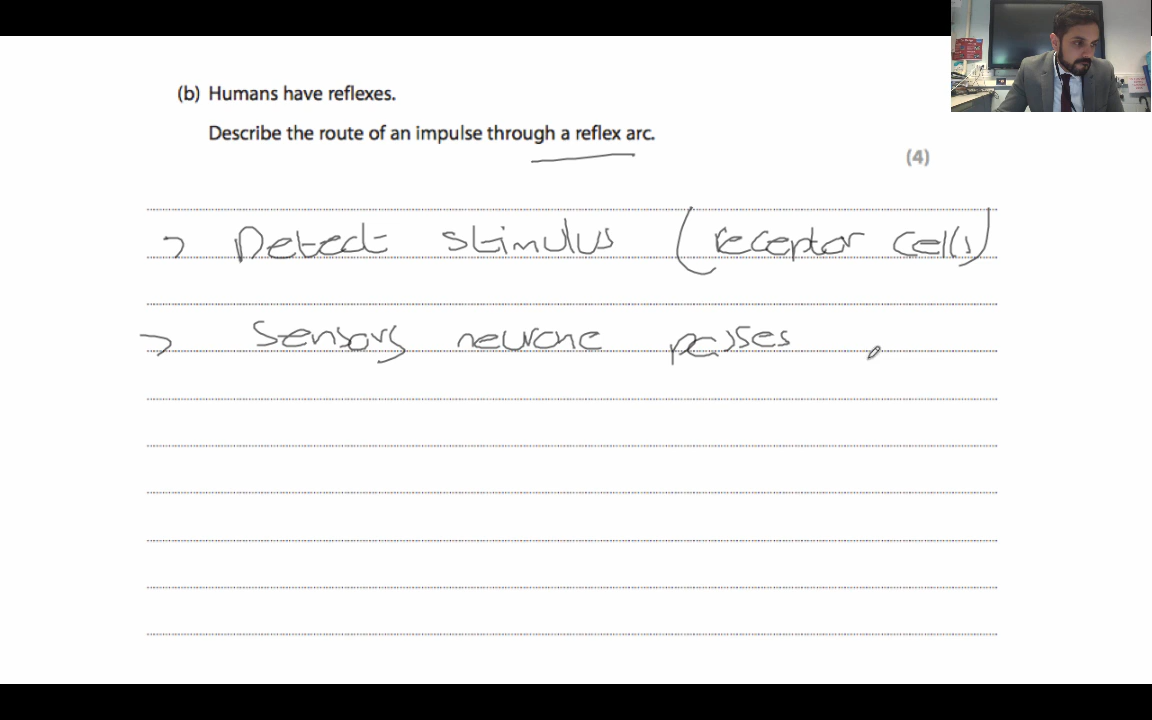 (b) Humans have reflexes.
Describe the route of an impulse through a reflex arc.
(4)
→ Detect stimulus (receptor cells)
→ Sensory neurone passes